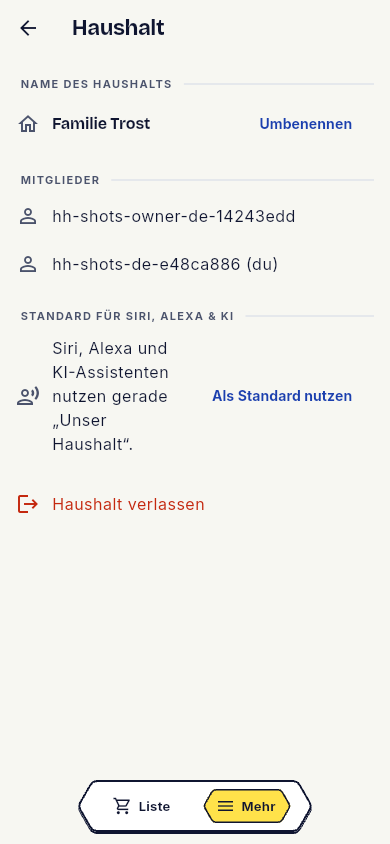 Haushalt
NAME DES HAUSHALTS
Familie Trost
Umbenennen
MITGLIEDER
hh-shots-owner-de-14243edd
hh-shots-de-e48ca886 (du)
STANDARD FÜR SIRI, ALEXA & KI
Siri, Alexa und
KI-Assistenten
nutzen gerade
„Unser
Haushalt“.
Als Standard nutzen
Haushalt verlassen
Liste
Mehr